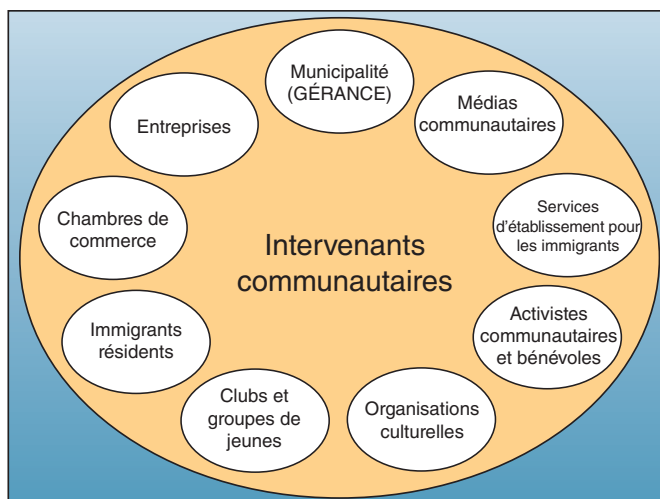 Municipalité
(GÉRANCE)
Médias
communautaires
Services
d'établissement pour
les immigrants
Activistes
communautaires
et bénévoles
Organisations
culturelles
Clubs et
groupes de
jeunes
Immigrants
résidents
Chambres de
commerce
Entreprises
Intervenants
communautaires